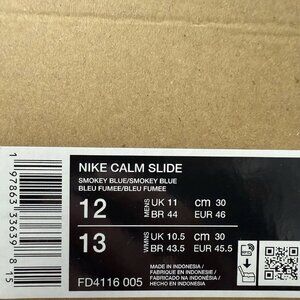 NIKE CALM SLIDE
SMOKEY BLUE/SMOKEY BLUE
BLEU FUMEE/BLEU FUMEE
12 MENS UK 11 cm 30
BR 44 EUR 46
13 WMNS UK 10.5 cm 30
BR 43.5 EUR 45.5
MADE IN INDONESIA /
FABRIQUE EN INDONESIE /
FABRICADO EN INDONESIA /
HECHO EN INDONESIA
FD4116 005